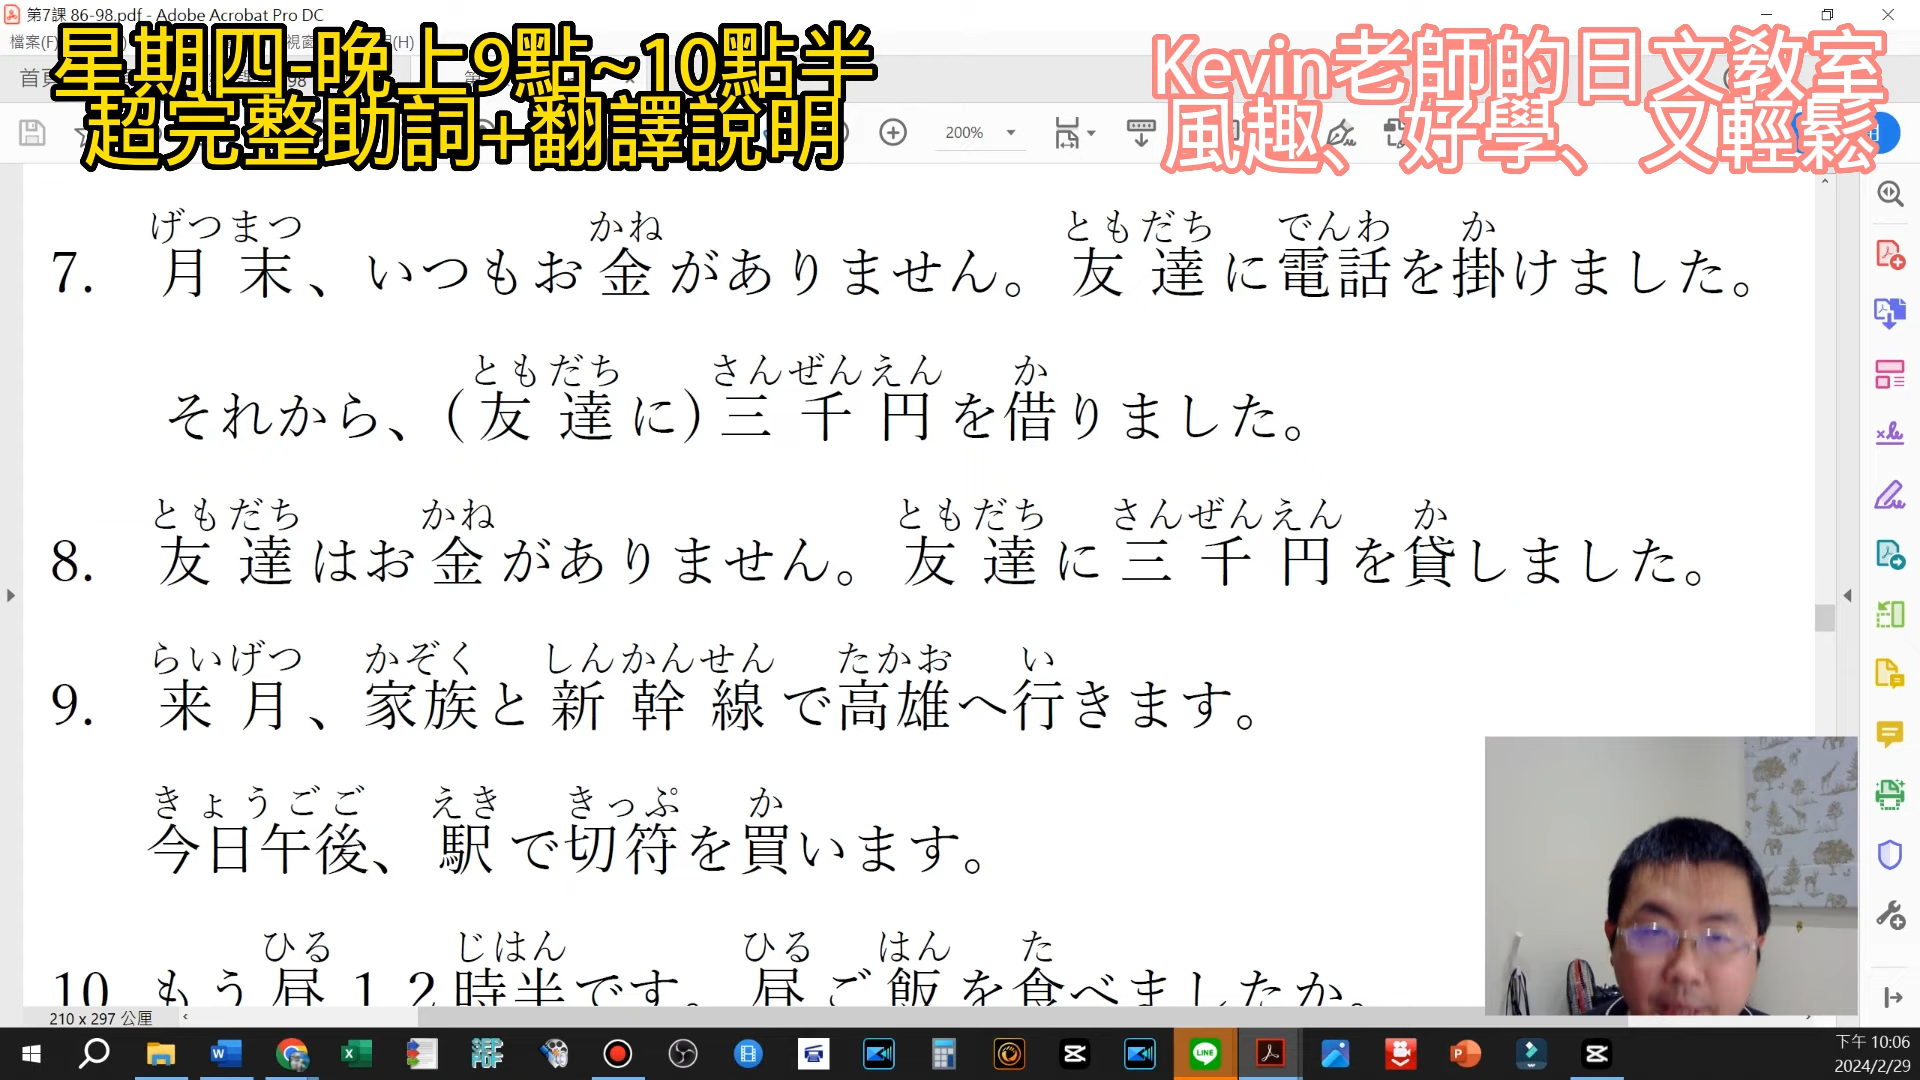 第7課 86-98.pdf - Adobe Acrobat Pro DC
檔案(F)
星期四-晚上9點~10點半
超完整助詞+翻譯說明
Kevin老師的日文教室
風趣、好學、又輕鬆
200%
げつまつ かね ともだち でんわ か
7. 月末、いつもお金がありません。友達に電話を掛けました。
ともだち さんぜんえん か
それから、(友達に)三千円を借りました。
ともだち かね ともだち さんぜんえん か
8. 友達はお金がありません。友達に三千円を貸しました。
らいげつ かぞく しんかんせん たかお い
9. 来月、家族と新幹線で高雄へ行きます。
きょうごご えき きっぷ か
今日午後、駅で切符を買います。
ひる じはん ひる はん た
10 もう昼12時半です。昼ご飯を食べましたか。
210 x 297 公厘
LINE
下午 10:06
2024/2/29